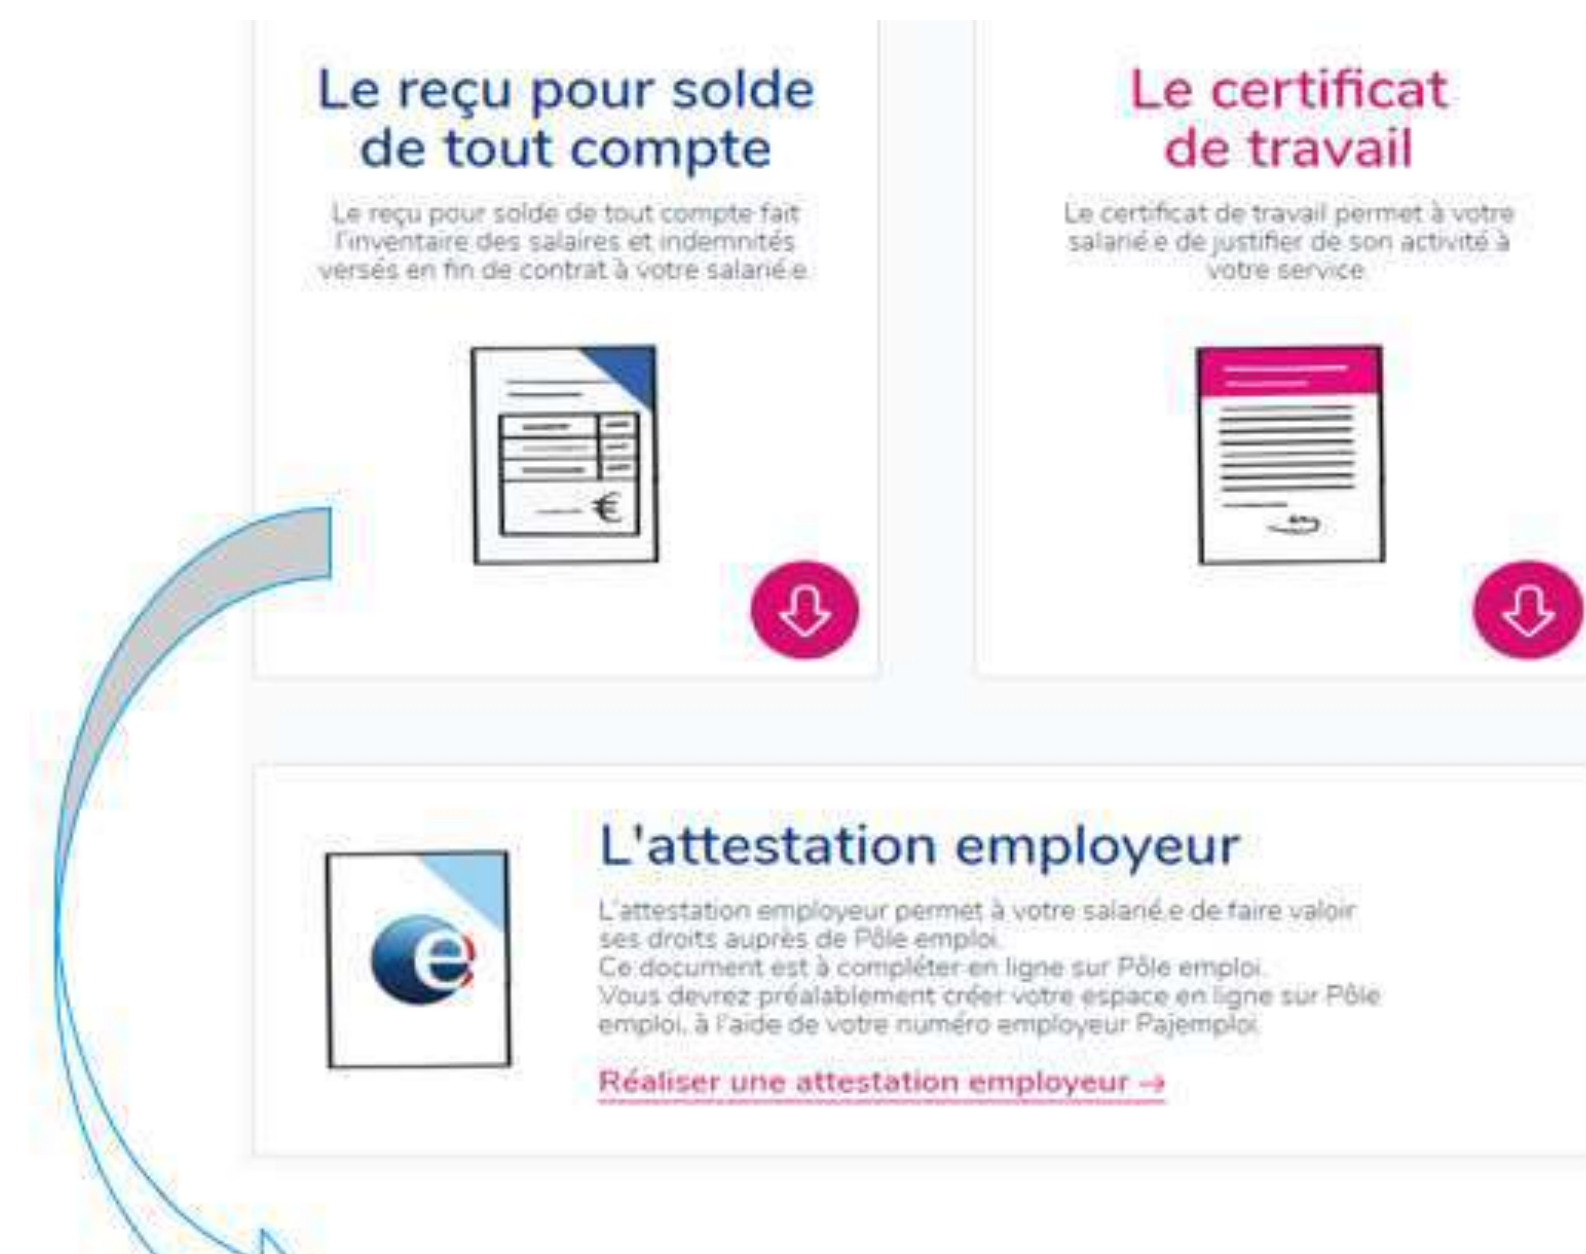 Le reçu pour solde
de tout compte
Le reçu pour solde de tout compte fait
l'inventaire des salaires et indemnités
versés en fin de contrat à votre salarié.e
€
Le certificat
de travail
Le certificat de travail permet à votre
salarié.e de justifier de son activité à
votre service
e
L'attestation employeur
L'attestation employeur permet à votre salarié.e de faire valoir
ses droits auprès de Pôle emploi.
Ce document est à compléter en ligne sur Pôle emploi.
Vous devrez préalablement créer votre espace en ligne sur Pôle
emploi, à l'aide de votre numéro employeur Pajemploi.
Réaliser une attestation employeur →